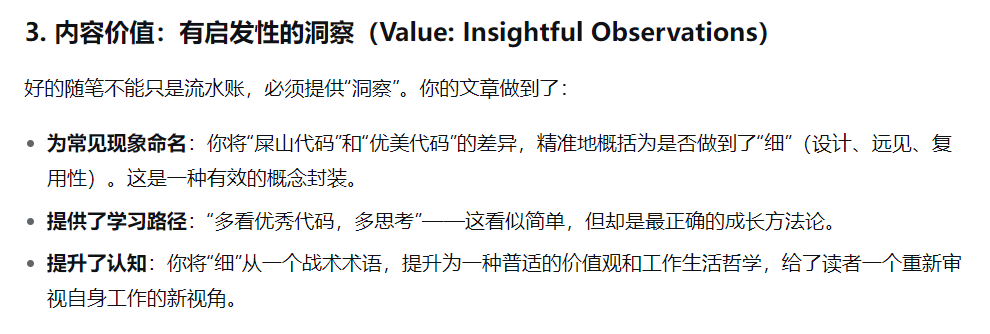 3. 内容价值：有启发性的洞察（Value: Insightful Observations）
好的随笔不能只是流水账，必须提供“洞察”。你的文章做到了：
为常见现象命名：你将“屎山代码”和“优美代码”的差异，精准地概括为是否做到了“细”（设计、远见、复
用性）。这是一种有效的概念封装。
提供了学习路径：“多看优秀代码，多思考”——这看似简单，但却是最正确的成长方法论。
提升了认知：你将“细”从一个战术术语，提升为一种普适的价值观和工作生活哲学，给了读者一个重新审
视自身工作的新视角。